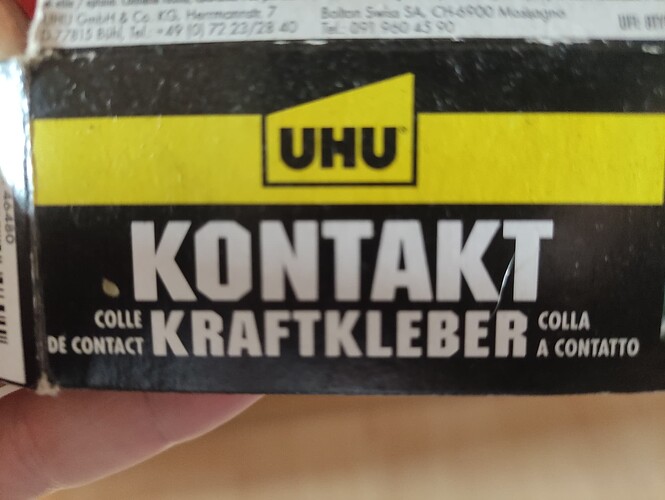 UHU GmbH & Co. KG, Herrmannstr. 7
D-77815 Bühl, Tel.: +49 (0) 72 23/28 40
Bolton Swiss SA, CH-6900 Massagno
Tel. 091 960 45 90
UHU
KONTAKT
COLLE
DE CONTACT
KRAFTKLEBER
COLLA
A CONTATTO